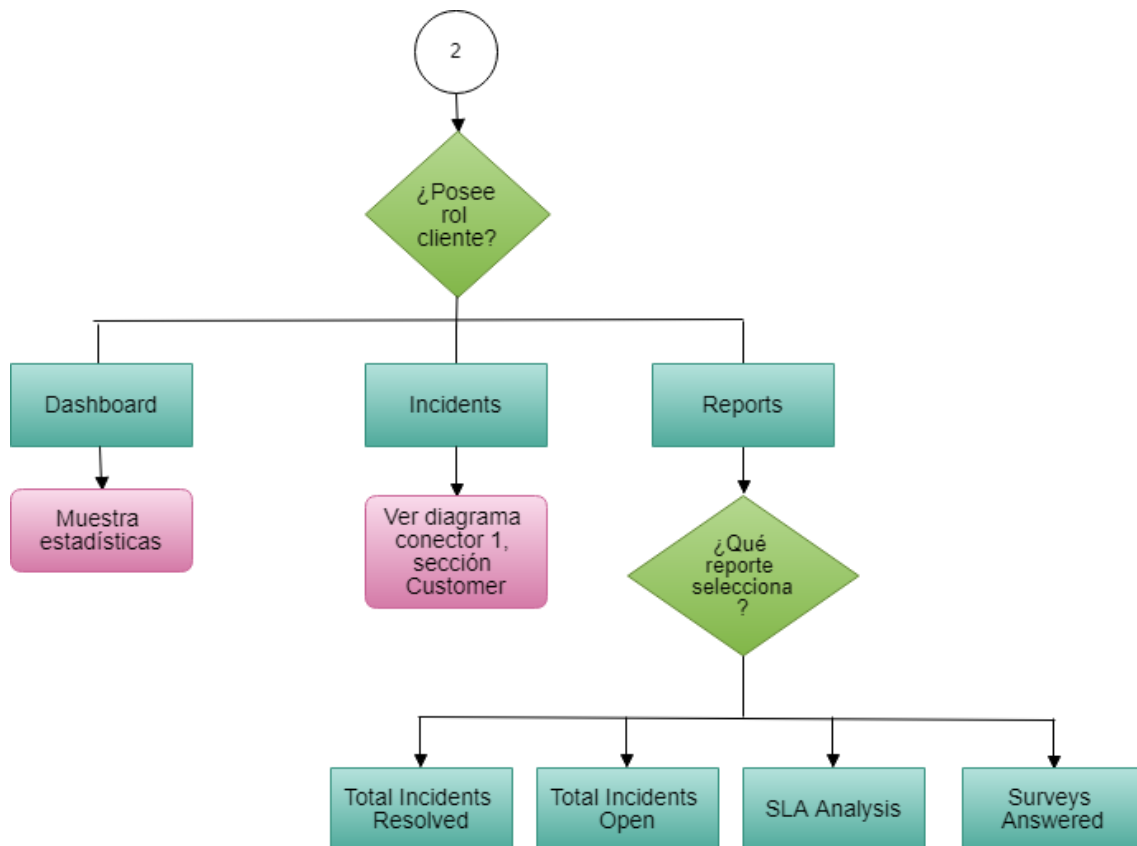 2
¿Posee
rol
cliente?
Dashboard
Incidents
Reports
Muestra
estadísticas
Ver diagrama
conector 1,
sección
Customer
¿Qué
reporte
selecciona
?
Total Incidents
Resolved
Total Incidents
Open
SLA Analysis
Surveys
Answered